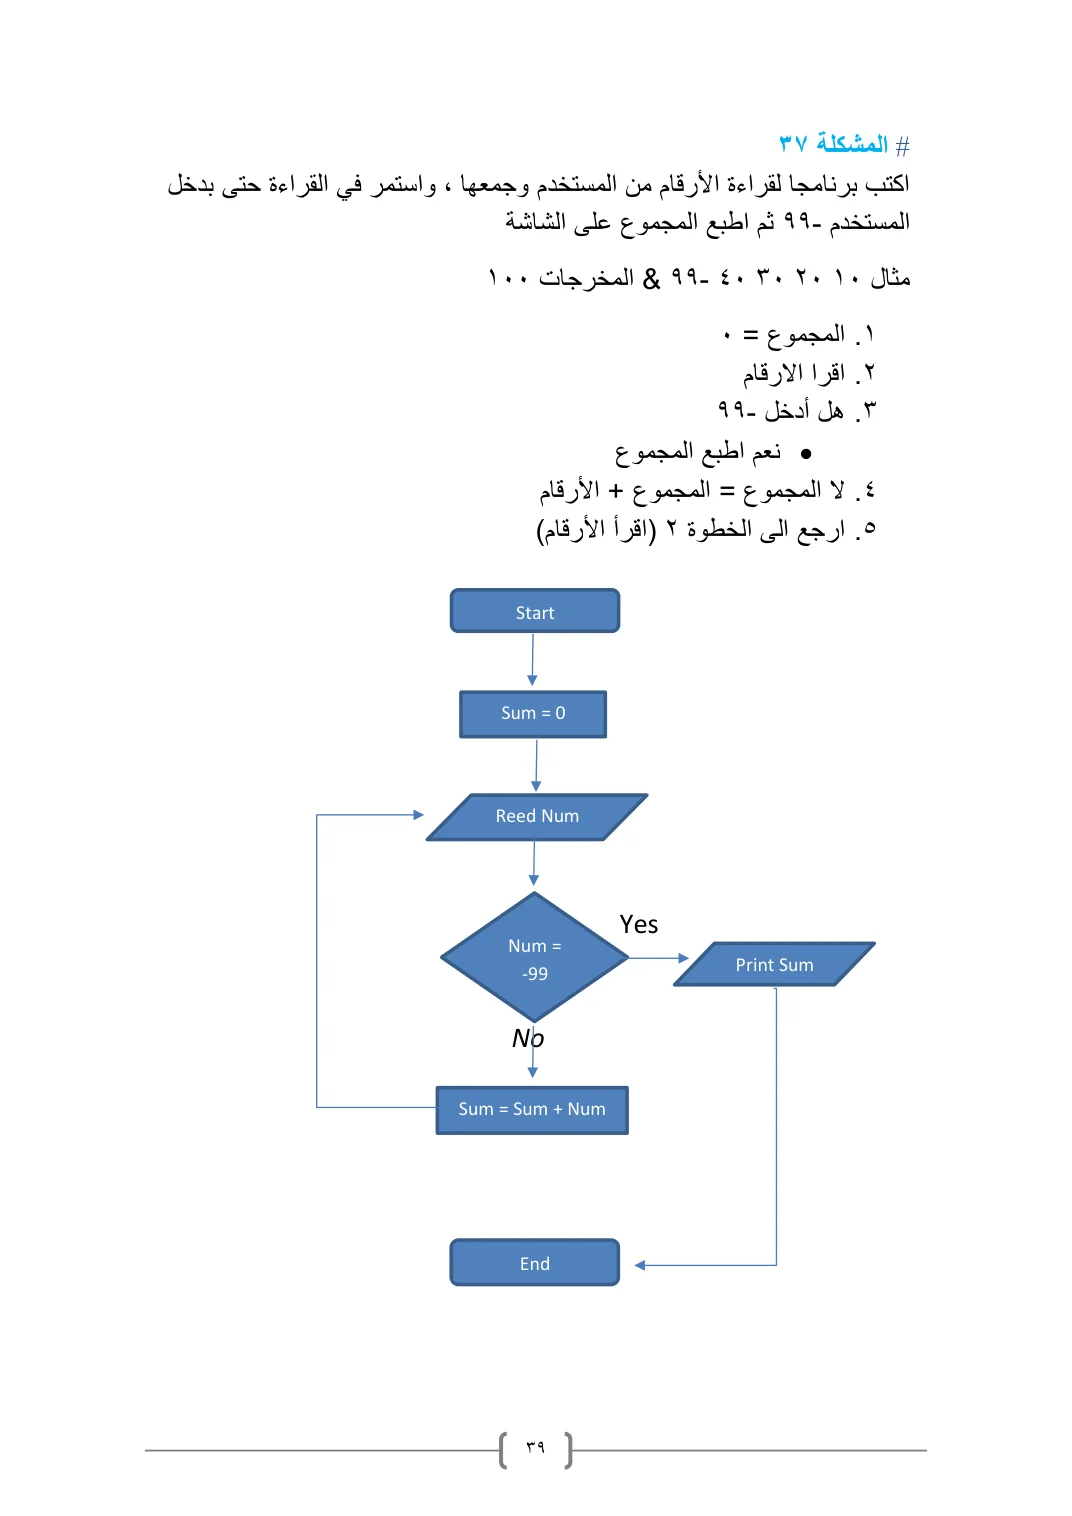 # المشكلة ٣٧
اكتب برنامجا لقراءة الأرقام من المستخدم وجمعها ، واستمر في القراءة حتى بدخل
المستخدم -٩٩ ثم اطبع المجموع على الشاشة
مثال ١٠ ٢٠ ٣٠ ٤٠ -٩٩ & المخرجات ١٠٠
١. المجموع = ٠
٢. اقرا الارقام
٣. هل أدخل -٩٩
• نعم اطبع المجموع
٤. لا المجموع = المجموع + الأرقام
٥. ارجع الى الخطوة ٢ (اقرأ الأرقام)
Start
Sum = 0
Reed Num
Num =
-99
Yes
Print Sum
No
Sum = Sum + Num
End
٣٩